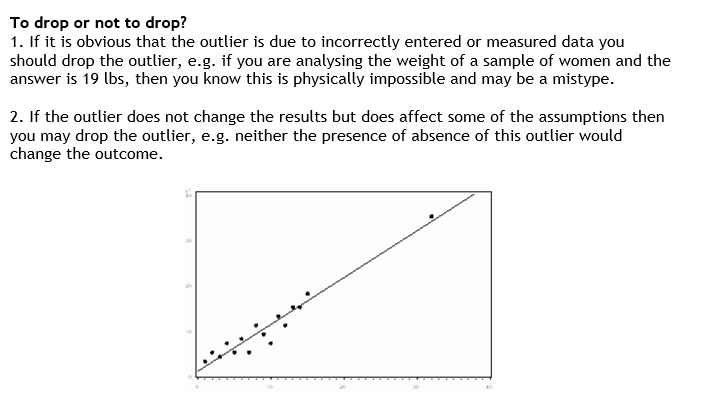 To drop or not to drop?
1. If it is obvious that the outlier is due to incorrectly entered or measured data you
should drop the outlier, e.g. if you are analysing the weight of a sample of women and the
answer is 19 lbs, then you know this is physically impossible and may be a mistype.
2. If the outlier does not change the results but does affect some of the assumptions then
you may drop the outlier, e.g. neither the presence of absence of this outlier would
change the outcome.